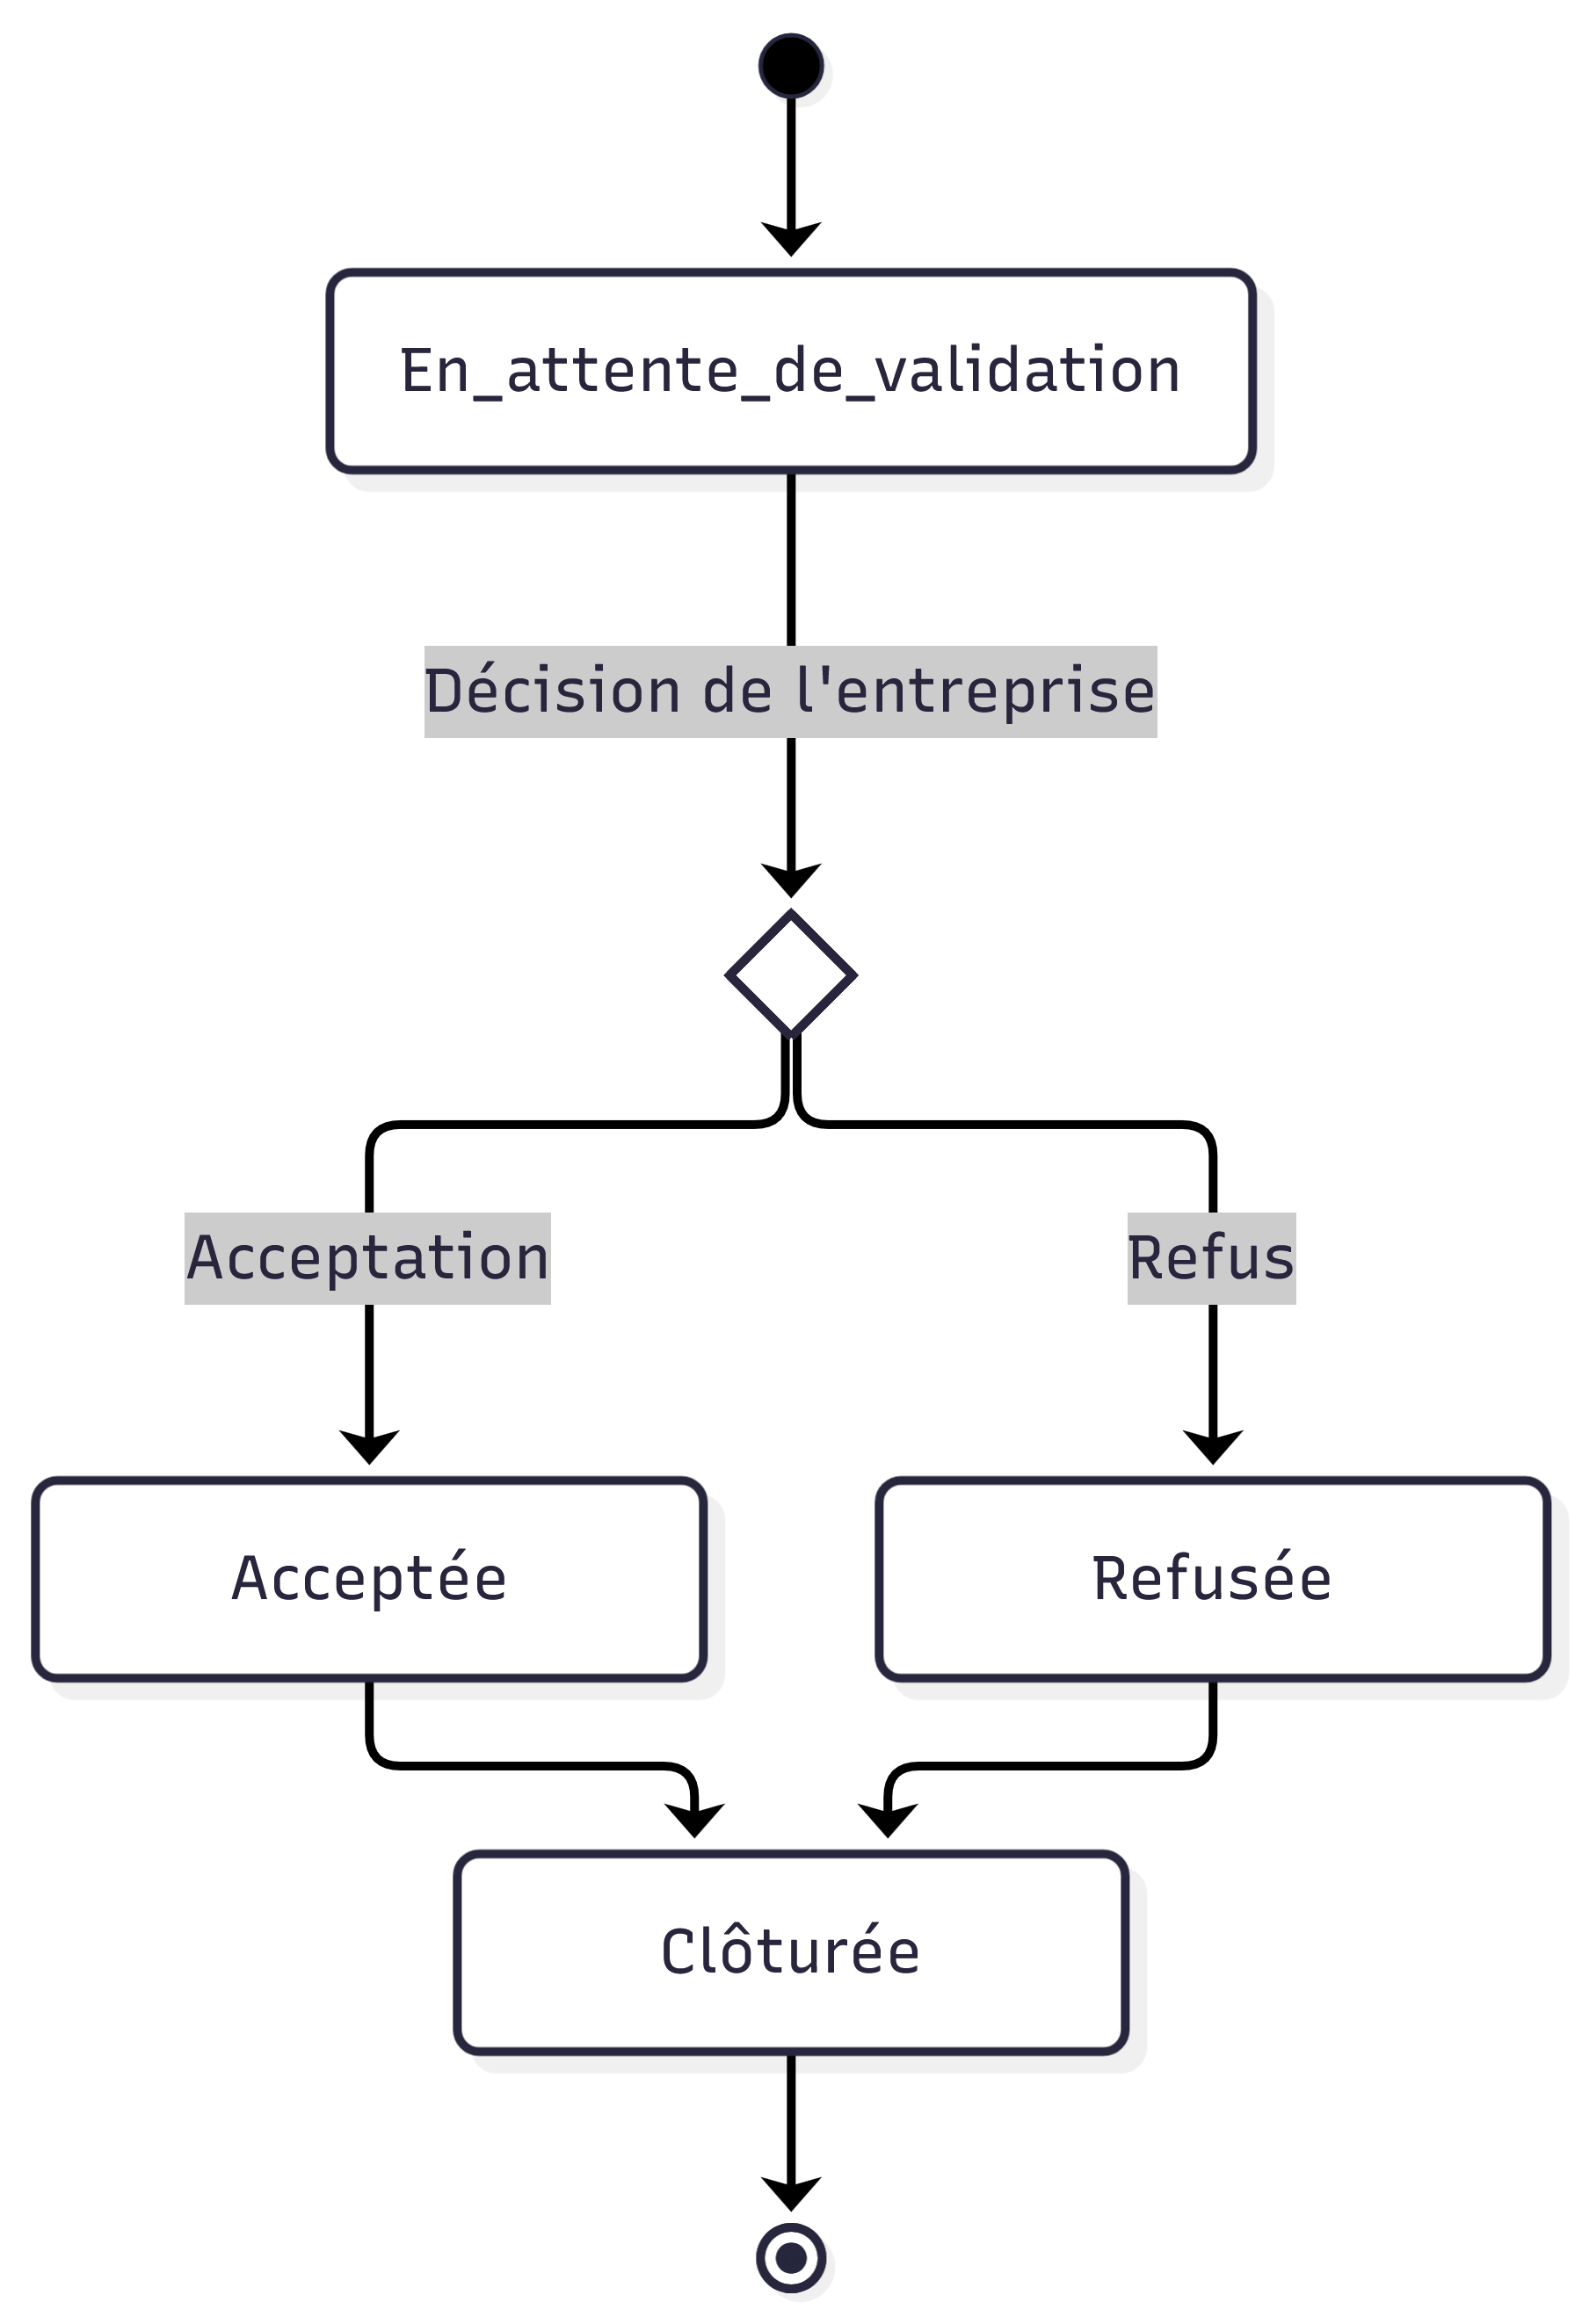 En_attente_de_validation
Décision de l'entreprise
Acceptation
Refus
Acceptée
Refusée
Clôturée